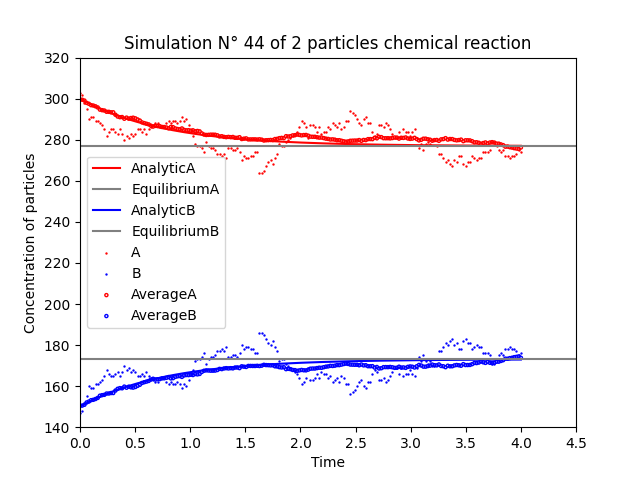 Simulation N° 44 of 2 particles chemical reaction
320
300
280
260
240
220
200
180
160
140
Concentration of particles
AnalyticA
EquilibriumA
AnalyticB
EquilibriumB
A
B
AverageA
AverageB
0.0 0.5 1.0 1.5 2.0 2.5 3.0 3.5 4.0 4.5
Time